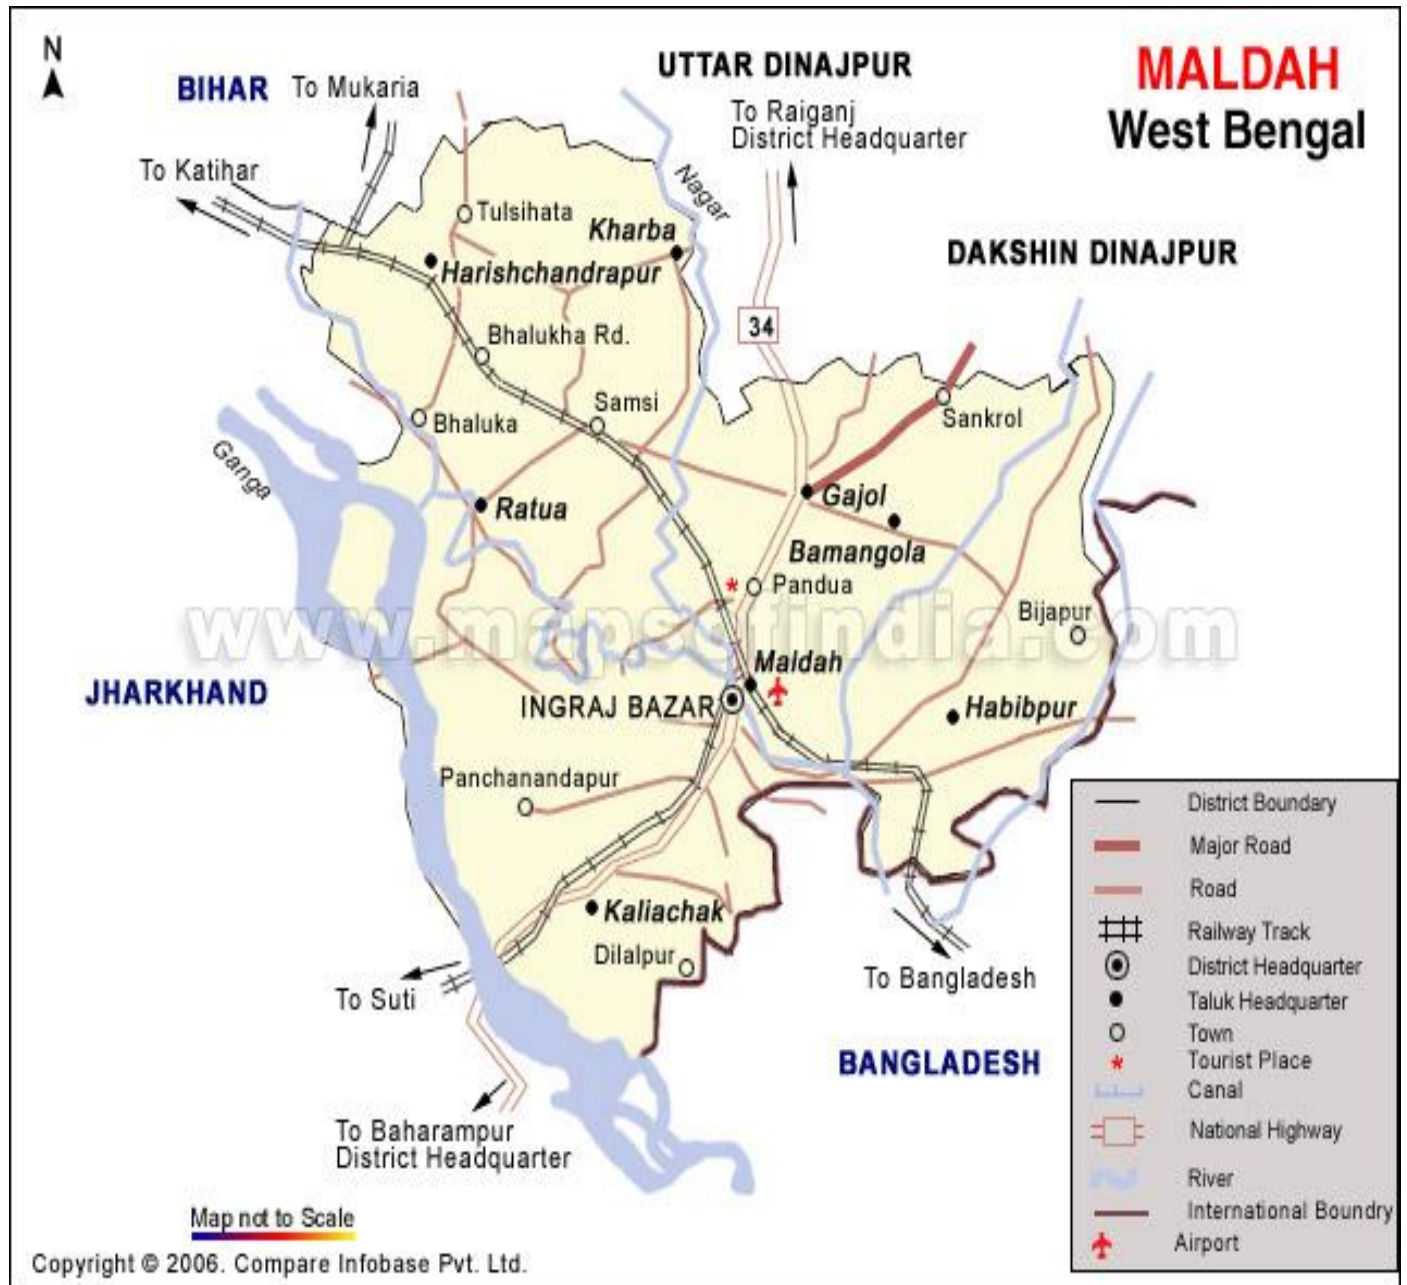 N
BIHAR
To Mukaria
UTTAR DINAJPUR
MALDAH
West Bengal
To Raiganj
District Headquarter
To Katihar
Nagar
Tulsihata
Kharba
DAKSHIN DINAJPUR
Harishchandrapur
34
Bhalukha Rd.
Samsi
Bhaluka
Sankrol
Ganga
Ratua
Gajol
Bamangola
Pandua
Bijapur
www.mapsofindia.com
Maldah
JHARKHAND
INGRAJ BAZAR
Habibpur
Panchanandapur
Kaliachak
Dilalpur
To Suti
To Bangladesh
BANGLADESH
To Baharampur
District Headquarter
District Boundary
Major Road
Road
Railway Track
District Headquarter
Taluk Headquarter
Town
Tourist Place
Canal
National Highway
River
International Boundry
Airport
Map not to Scale
Copyright © 2006. Compare Infobase Pvt. Ltd.